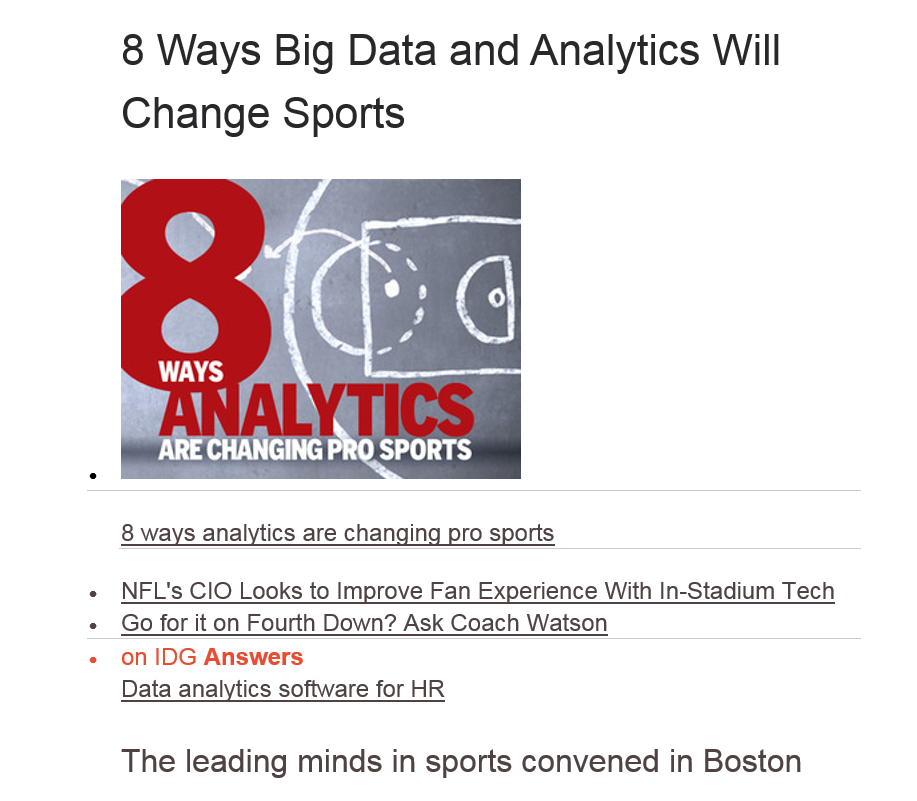 8 Ways Big Data and Analytics Will
Change Sports
8
WAYS
ANALYTICS
ARE CHANGING PRO SPORTS
8 ways analytics are changing pro sports
NFL's CIO Looks to Improve Fan Experience With In-Stadium Tech
Go for it on Fourth Down? Ask Coach Watson
on IDG Answers
Data analytics software for HR
The leading minds in sports convened in Boston